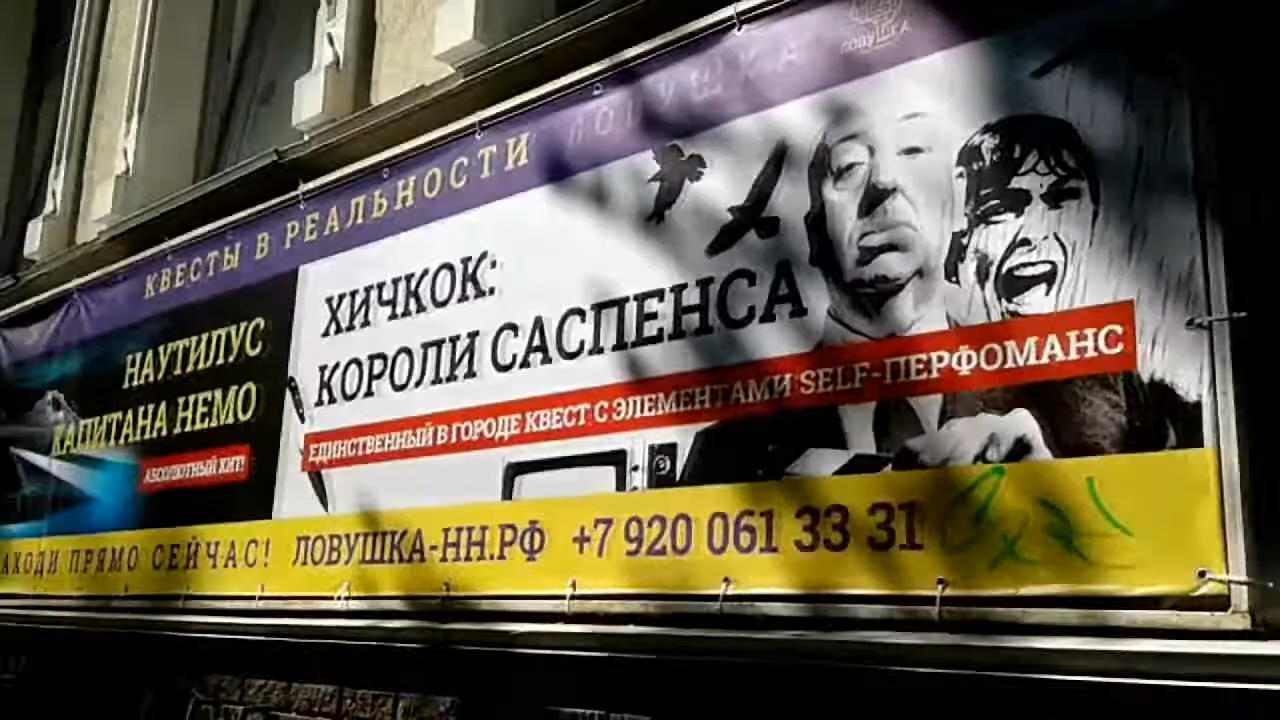 КВЕСТЫ В РЕАЛЬНОСТИ ЛОВУШКА
ЛОВУШКА
НАУТИЛУС
КАПИТАНА НЕМО
АБСОЛЮТНЫЙ ХИТ!
ХИЧКОК:
КОРОЛИ САСПЕНСА
ЕДИНСТВЕННЫЙ В ГОРОДЕ КВЕСТ С ЭЛЕМЕНТАМИ SELF-ПЕРФОМАНС
АХОДИ ПРЯМО СЕЙЧАС! ЛОВУШКА-НН.РФ +7 920 061 33 31